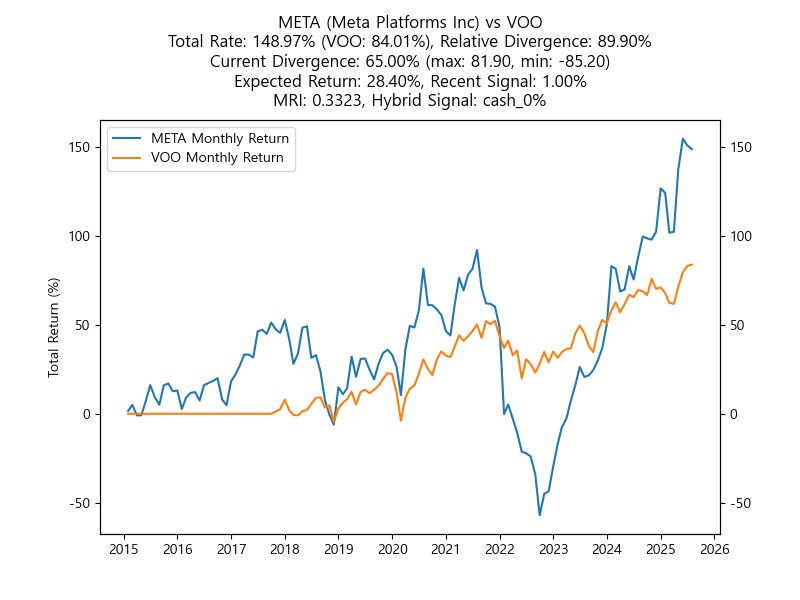 META (Meta Platforms Inc) vs VOO
Total Rate: 148.97% (VOO: 84.01%), Relative Divergence: 89.90%
Current Divergence: 65.00% (max: 81.90, min: -85.20)
Expected Return: 28.40%, Recent Signal: 1.00%
MRI: 0.3323, Hybrid Signal: cash_0%
META Monthly Return
VOO Monthly Return
Total Return (%)
150
100
50
0
-50
150
100
50
0
-50
2015 2016 2017 2018 2019 2020 2021 2022 2023 2024 2025 2026